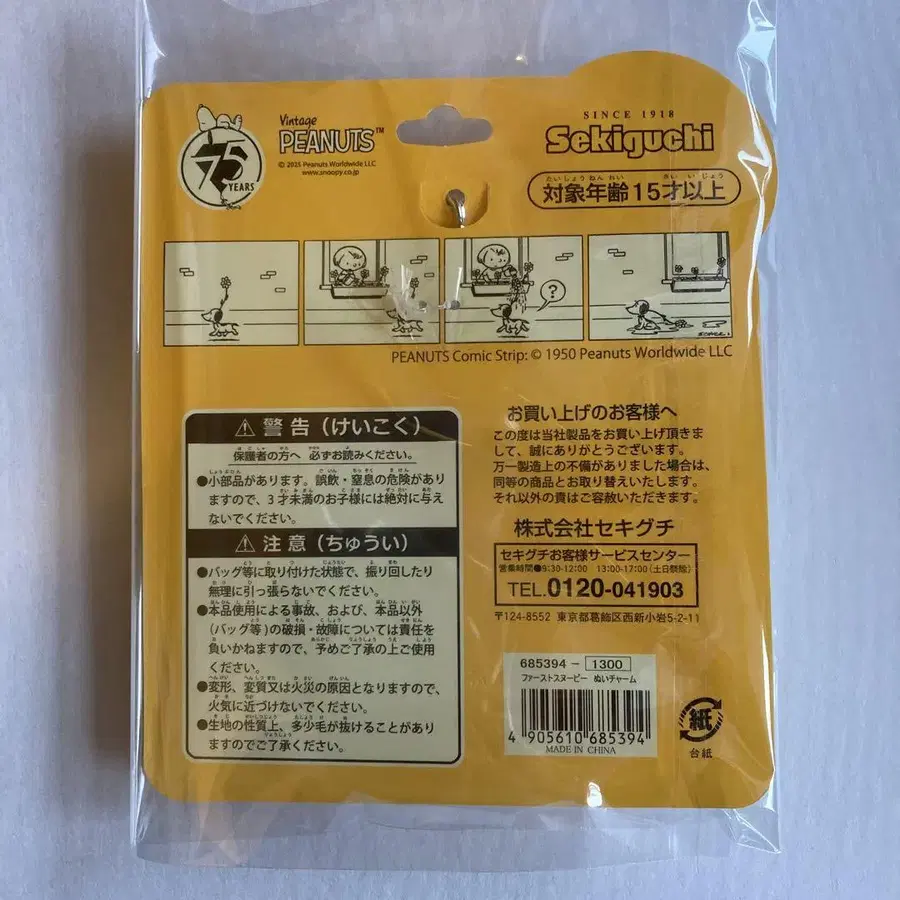 75
YEARS
Vintage
PEANUTS™
© 2025 Peanuts Worldwide LLC
www.snoopy.co.jp
SINCE 1918
Sekiguchi
対象年齢15才以上
?
PEANUTS Comic Strip: © 1950 Peanuts Worldwide LLC
⚠ 警告（けいこく）
保護者の方へ 必ずお読みください。
●小部品があります。誤飲・窒息の危険があり
ますので、3才未満のお子様には絶対に与え
ないでください。
⚠ 注意（ちゅうい）
●バッグ等に取り付けた状態で、振り回したり
無理に引っ張らないでください。
●本品使用による事故、および、本品以外
(バッグ等)の破損・故障については責任を
負いかねますので、予めご了承の上ご使用
ください。
●変形、変質又は火災の原因となりますので、
火気に近づけないでください。
●生地の性質上、多少毛が抜けることがあり
ますのでご了承ください。
お買い上げのお客様へ
この度は当社製品をお買い上げ頂きま
して、誠にありがとうございます。
万一製造上の不備がありました場合は、
同等の商品とお取り替えいたします。
それ以外の責はご容赦いただきます。
株式会社セキグチ
セキグチお客様サービスセンター
営業時間●9:30-12:00 13:00-17:00(土日祭除)
TEL.0120-041903
〒124-8552 東京都葛飾区西新小岩5-2-11
685394- 1300
ファーストスヌーピー ぬいチャーム
4 905610 685394
MADE IN CHINA
紙
台紙